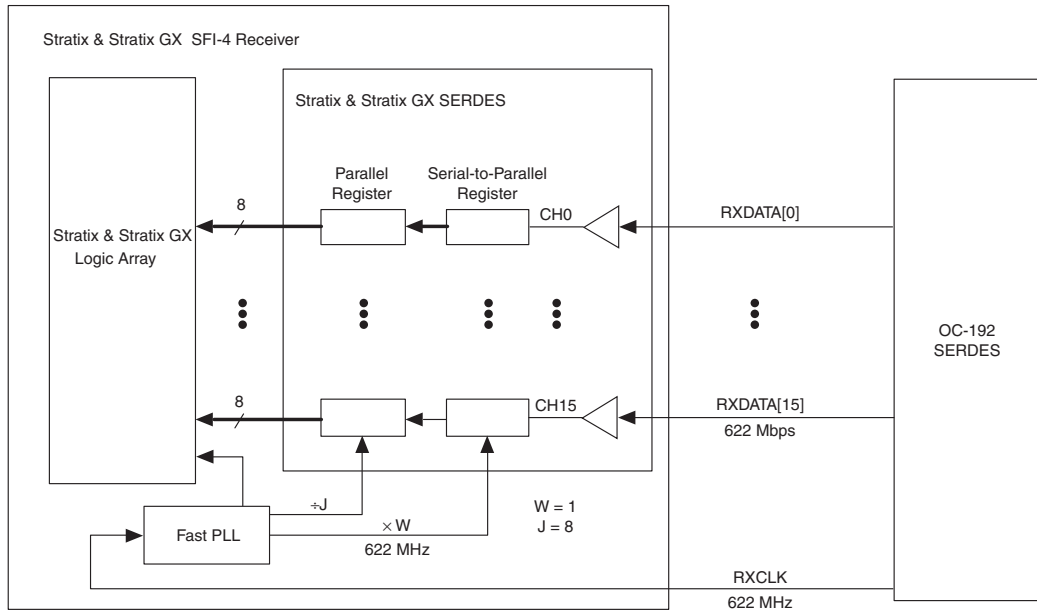 Stratix & Stratix GX SFI-4 Receiver
Stratix & Stratix GX SERDES
Parallel
Register
Serial-to-Parallel
Register
8
CH0
RXDATA[0]
Stratix & Stratix GX
Logic Array
OC-192
SERDES
8
CH15
RXDATA[15]
622 Mbps
÷J
W = 1
J = 8
Fast PLL
× W
622 MHz
RXCLK
622 MHz